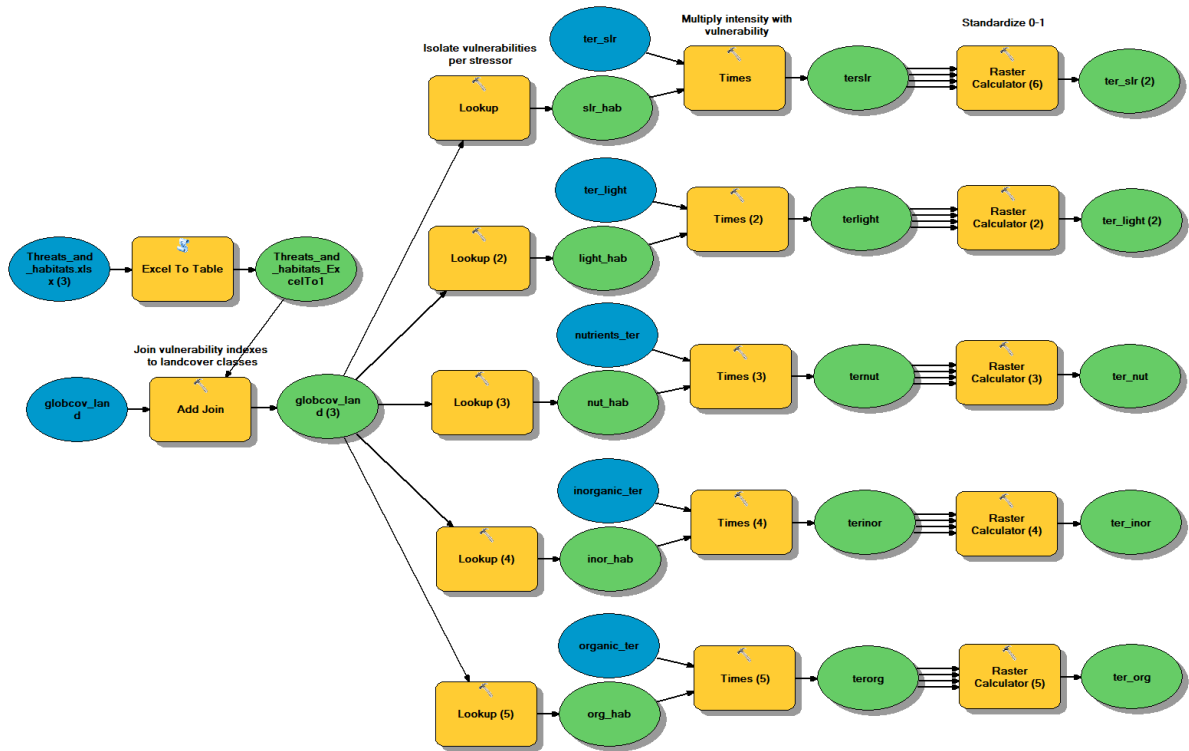 Multiply intensity with
vulnerability
Standardize 0-1
Isolate vulnerabilities
per stressor
ter_slr
Lookup
slr_hab
Times
terslr
Raster
Calculator (6)
ter_slr (2)
ter_light
Lookup (2)
light_hab
Times (2)
terlight
Raster
Calculator (2)
ter_light (2)
Threats_and
_habitats.xls
x (3)
Excel To Table
Threats_and
_habitats_Ex
celTo1
Join vulnerability indexes
to landcover classes
globcov_lan
d
Add Join
globcov_lan
d (3)
nutrients_ter
Lookup (3)
nut_hab
Times (3)
ternut
Raster
Calculator (3)
ter_nut
inorganic_ter
Lookup (4)
inor_hab
Times (4)
terinor
Raster
Calculator (4)
ter_inor
organic_ter
Lookup (5)
org_hab
Times (5)
terorg
Raster
Calculator (5)
ter_org